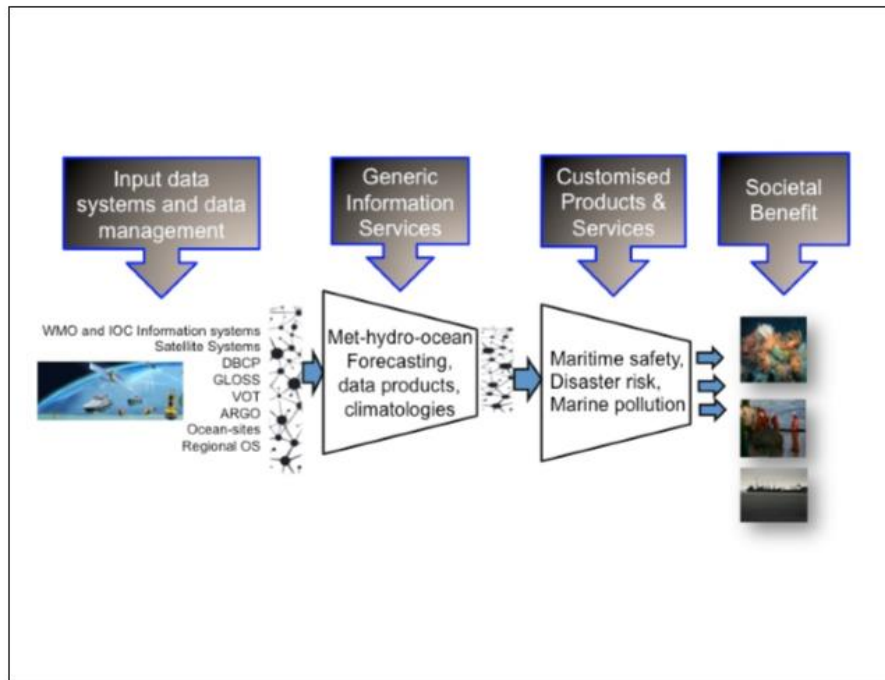 Input data
systems and data
management
Generic
Information
Services
Customised
Products &
Services
Societal
Benefit
WMO and IOC Information systems
Satellite Systems
DBCP
GLOSS
VOT
ARGO
Ocean-sites
Regional OS
Met-hydro-ocean
Forecasting,
data products,
climatologies
Maritime safety,
Disaster risk,
Marine pollution